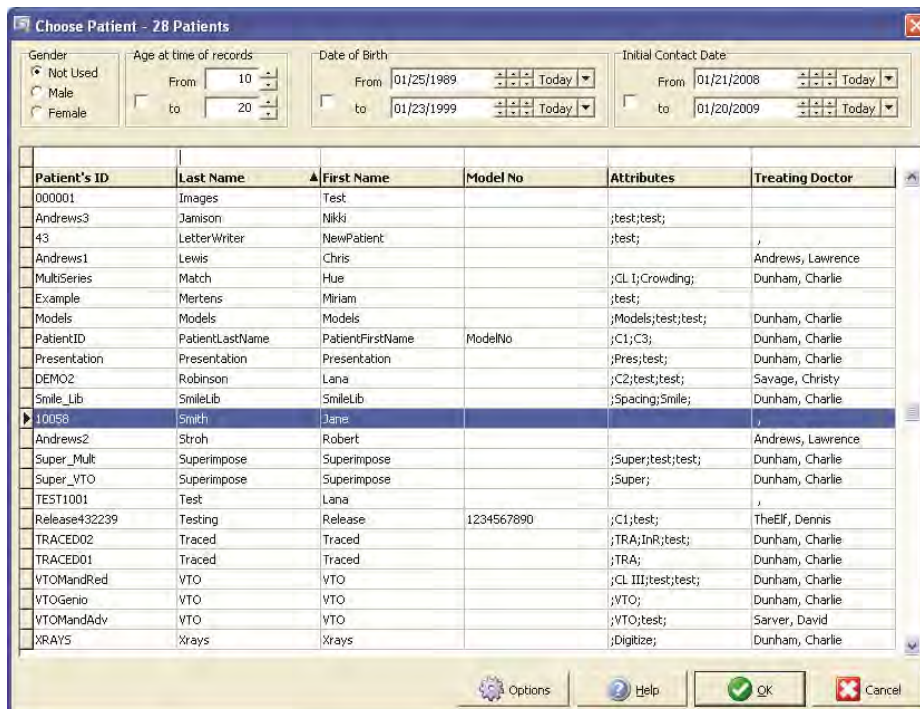 Choose Patient - 28 Patients
Gender Age at time of records Date of Birth Initial Contact Date
Not Used From 10 From 01/25/1989 Today From 01/21/2008 Today
Male
Female to 20 to 01/23/1999 Today to 01/20/2009 Today
Patient's ID Last Name First Name Model No Attributes Treating Doctor
000001 Images Test
Andrews3 Jamison Nikki ;test;test;
43 LetterWriter NewPatient ;test; ,
Andrews1 Lewis Chris Andrews, Lawrence
MultiSeries Match Hue ;CL I;Crowding; Dunham, Charlie
Example Mertens Miriam ;test;
Models Models Models ;Models;test;test; Dunham, Charlie
PatientID PatientLastName PatientFirstName ModelNo ;C1;C3; Dunham, Charlie
Presentation Presentation Presentation ;Pres;test; Dunham, Charlie
DEMO2 Robinson Lana ;C2;test;test; Savage, Christy
Smile_Lib SmileLib SmileLib ;Spacing;Smile; Dunham, Charlie
10058 Smith Jane ,
Andrews2 Stroh Robert Andrews, Lawrence
Super_Mult Superimpose Superimpose ;Super;test;test; Dunham, Charlie
Super_VTO Superimpose Superimpose ;Super; Dunham, Charlie
TEST1001 Test Lana ,
Release432239 Testing Release 1234567890 ;C1;test; TheElf, Dennis
TRACED02 Traced Traced ;TRA;InR;test; Dunham, Charlie
TRACED01 Traced Traced ;TRA; Dunham, Charlie
VTOMandRed VTO VTO ;CL III;test;test; Dunham, Charlie
VTOGenio VTO VTO ;VTO; Dunham, Charlie
VTOMandAdv VTO VTO ;VTO;test; Sarver, David
XRAYS Xrays Xrays ;Digitize; Dunham, Charlie
Options Help OK Cancel